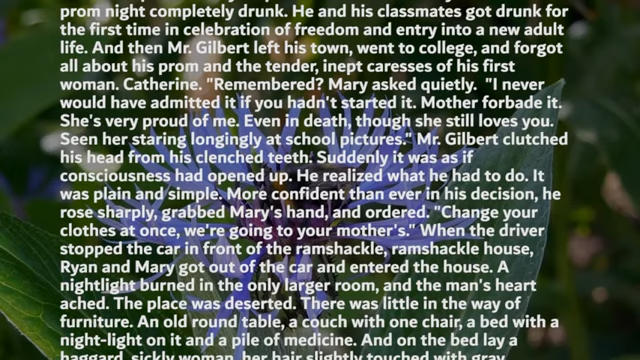 prom night completely drunk. He and his classmates got drunk for
the first time in celebration of freedom and entry into a new adult
life. And then Mr. Gilbert left his town, went to college, and forgot
all about his prom and the tender, inept caresses of his first
woman. Catherine. "Remembered? Mary asked quietly. "I never
would have admitted it if you hadn't started it. Mother forbade it.
She's very proud of me. Even in death, though she still loves you.
Seen her staring longingly at school pictures." Mr. Gilbert clutched
his head from his clenched teeth. Suddenly it was as if
consciousness had opened up. He realized what he had to do. It
was plain and simple. More confident than ever in his decision, he
rose sharply, grabbed Mary's hand, and ordered. "Change your
clothes at once, we're going to your mother's." When the driver
stopped the car in front of the ramshackle, ramshackle house,
Ryan and Mary got out of the car and entered the house. A
nightlight burned in the only larger room, and the man's heart
ached. The place was deserted. There was little in the way of
furniture. An old round table, a couch with one chair, a bed with a
night-light on it and a pile of medicine. And on the bed lay a
haggard, sickly woman, her hair slightly touched with gray